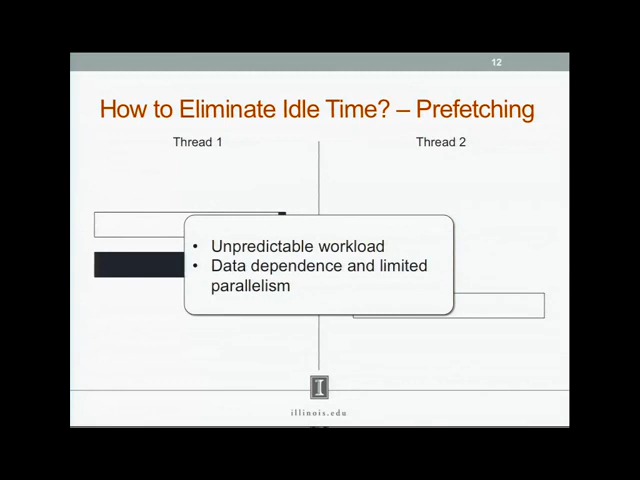 12
How to Eliminate Idle Time? – Prefetching
Thread 1
Thread 2
• Unpredictable workload
• Data dependence and limited
parallelism
I
illinois.edu